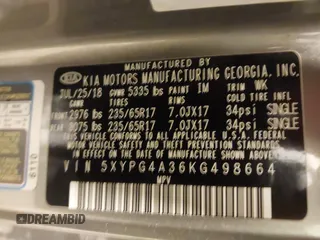 MANUFACTURED BY
KIA KIA MOTORS MANUFACTURING GEORGIA, INC.
JUL/25/18 GVWR 5335 lbs PAINT IM TRIM WK
GAWR TIRES RIMS COLD TIRE INFL
FRONT 2976 lbs 235/65R17 7.0JX17 34psi SINGLE
REAR 3075 lbs 235/65R17 7.0JX17 34psi SINGLE
THIS VEHICLE CONFORMS TO ALL APPLICABLE U.S. FEDERAL
MOTOR VEHICLE SAFETY AND THEFT PREVENTION STANDARDS
IN EFFECT ON THE DATE OF MANUFACTURE SHOWN ABOVE.
VIN 5XYPG4A36KG498664
MPV
6110
DREAMBID